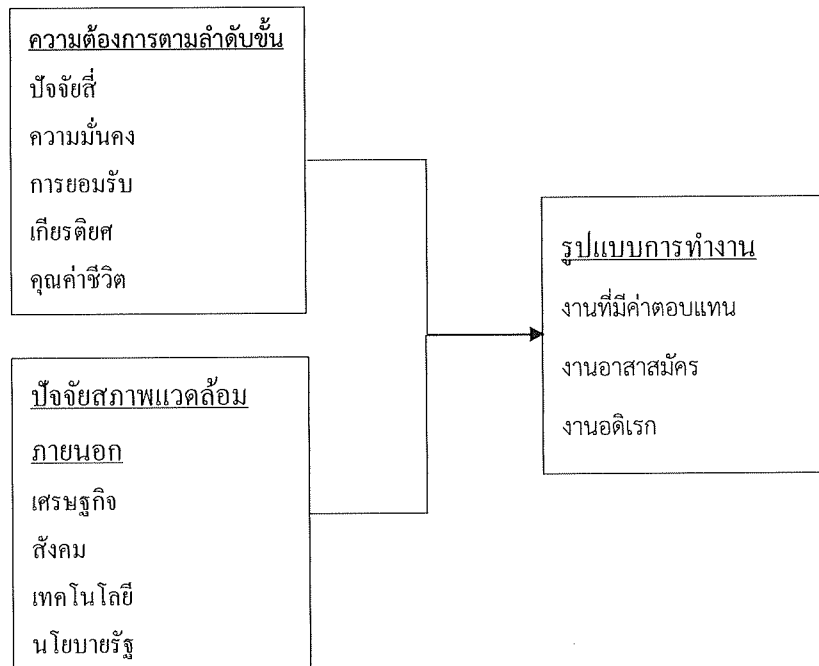 ความต้องการตามลำดับขั้น
ปัจจัยสี่
ความมั่นคง
การยอมรับ
เกียรติยศ
คุณค่าชีวิต
ปัจจัยสภาพแวดล้อม
ภายนอก
เศรษฐกิจ
สังคม
เทคโนโลยี
นโยบายรัฐ
รูปแบบการทำงาน
งานที่มีค่าตอบแทน
งานอาสาสมัคร
งานอดิเรก